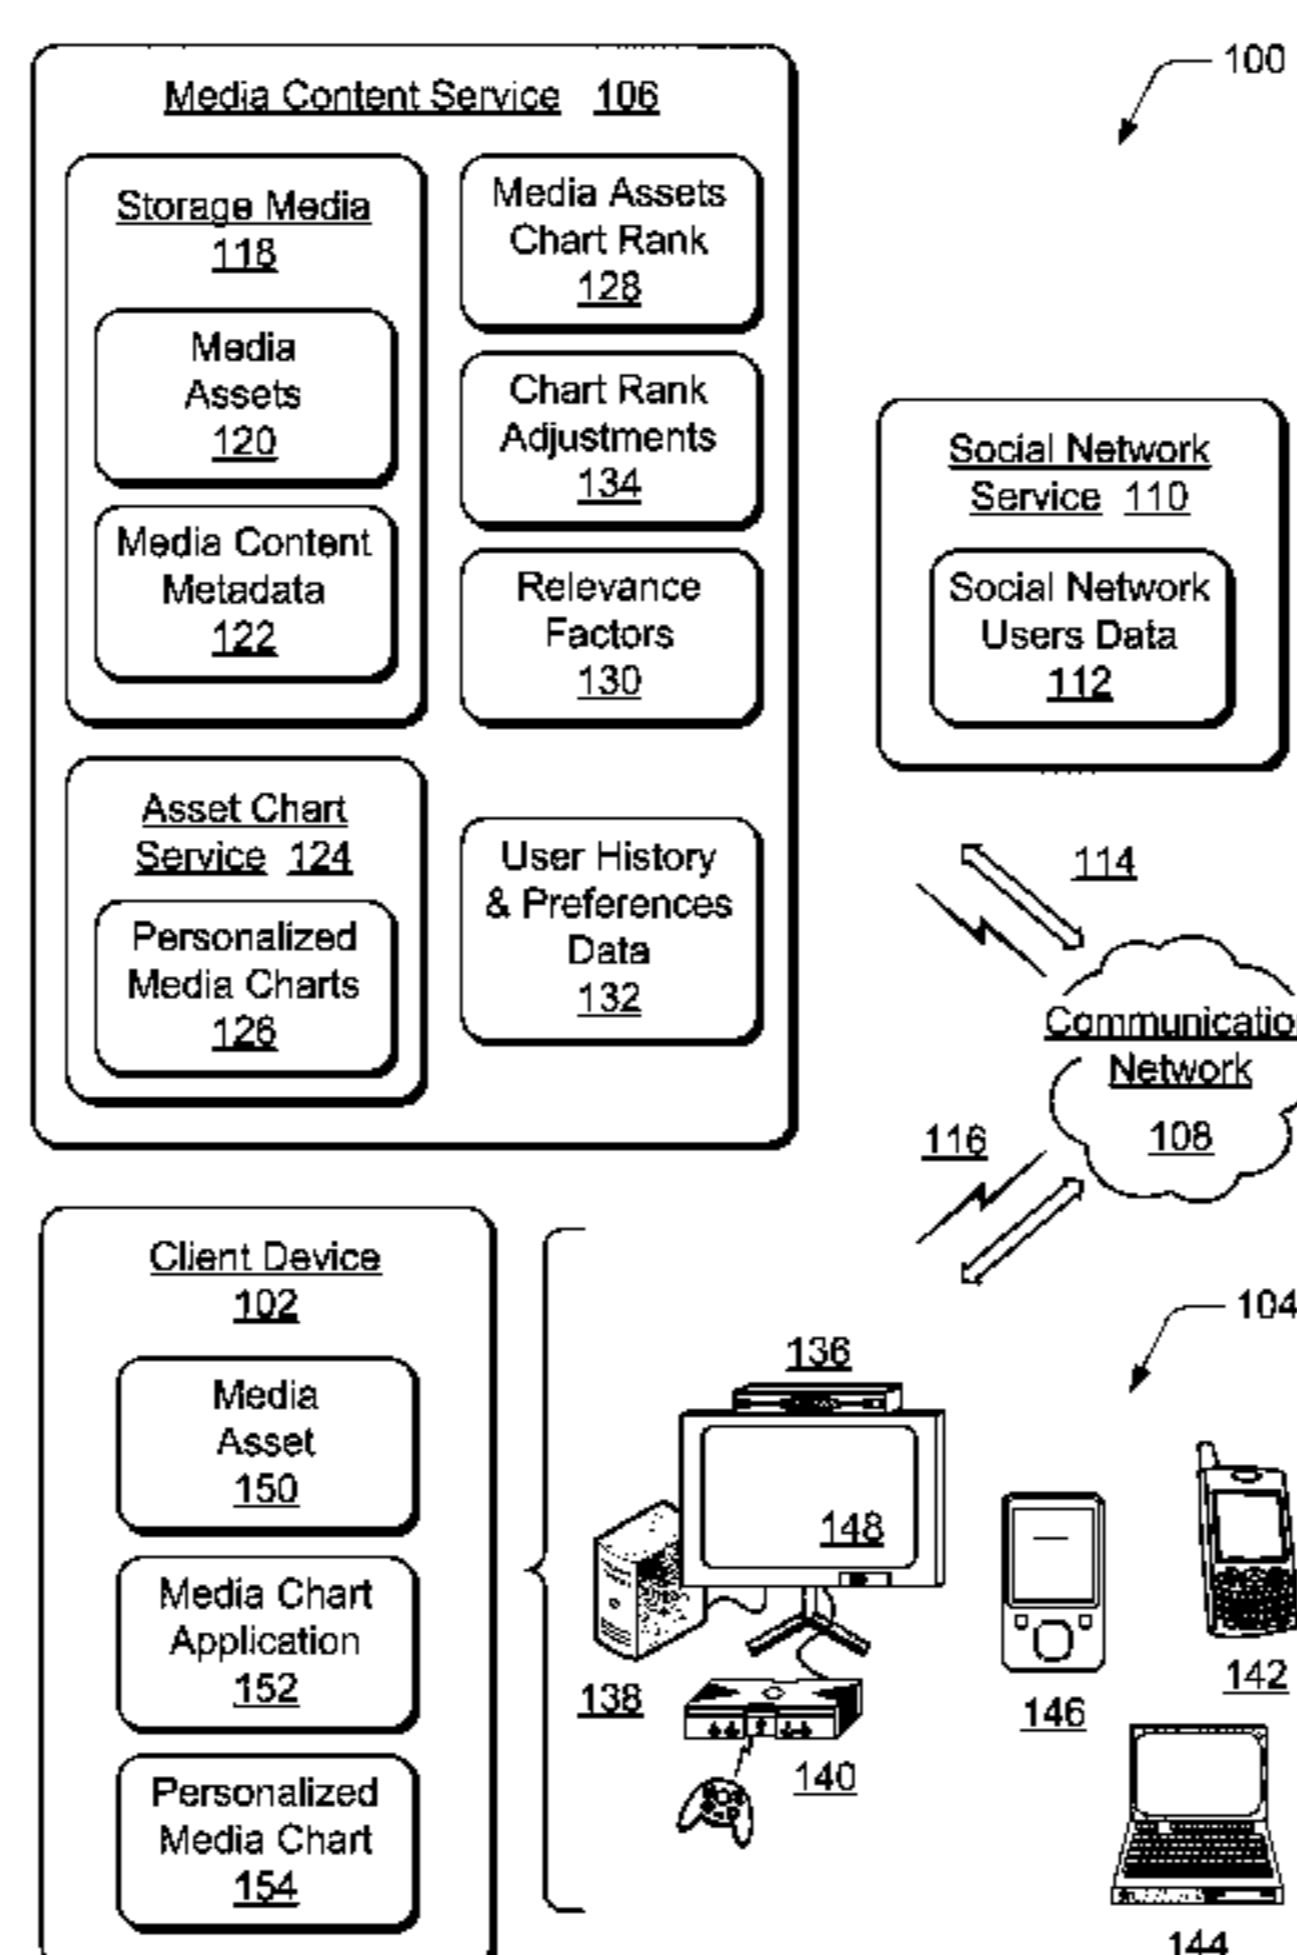 100
Media Content Service 106
Storage Media
118
Media
Assets
120
Media Content
Metadata
122
Media Assets
Chart Rank
128
Chart Rank
Adjustments
134
Relevance
Factors
130
Asset Chart
Service 124
Personalized
Media Charts
126
User History
& Preferences
Data
132
Social Network
Service 110
Social Network
Users Data
112
114
Communicatio
Network
108
116
Client Device
102
Media
Asset
150
Media Chart
Application
152
Personalized
Media Chart
154
104
136
148
138
140
146
142
144